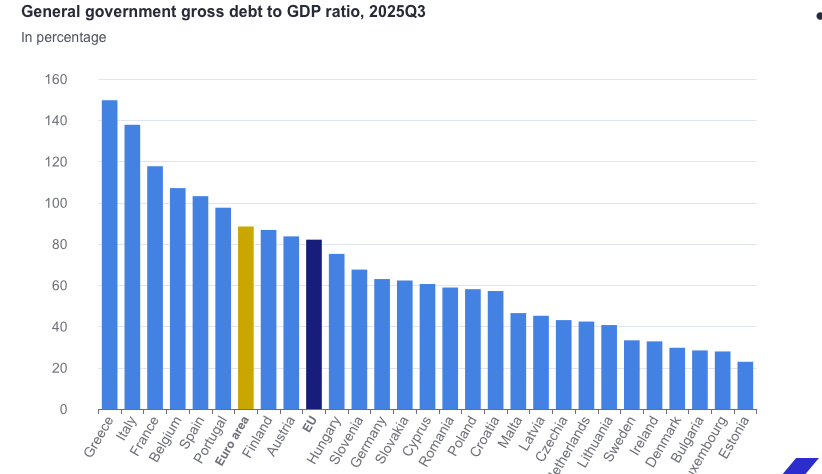 General government gross debt to GDP ratio, 2025Q3
In percentage
160
140
120
100
80
60
40
20
0
Greece
Italy
France
Belgium
Spain
Portugal
Euro area
Finland
Austria
EU
Hungary
Slovenia
Germany
Slovakia
Cyprus
Romania
Poland
Croatia
Malta
Latvia
Czechia
etherlands
Lithuania
Sweden
Ireland
Denmark
Bulgaria
uxembourg
Estonia